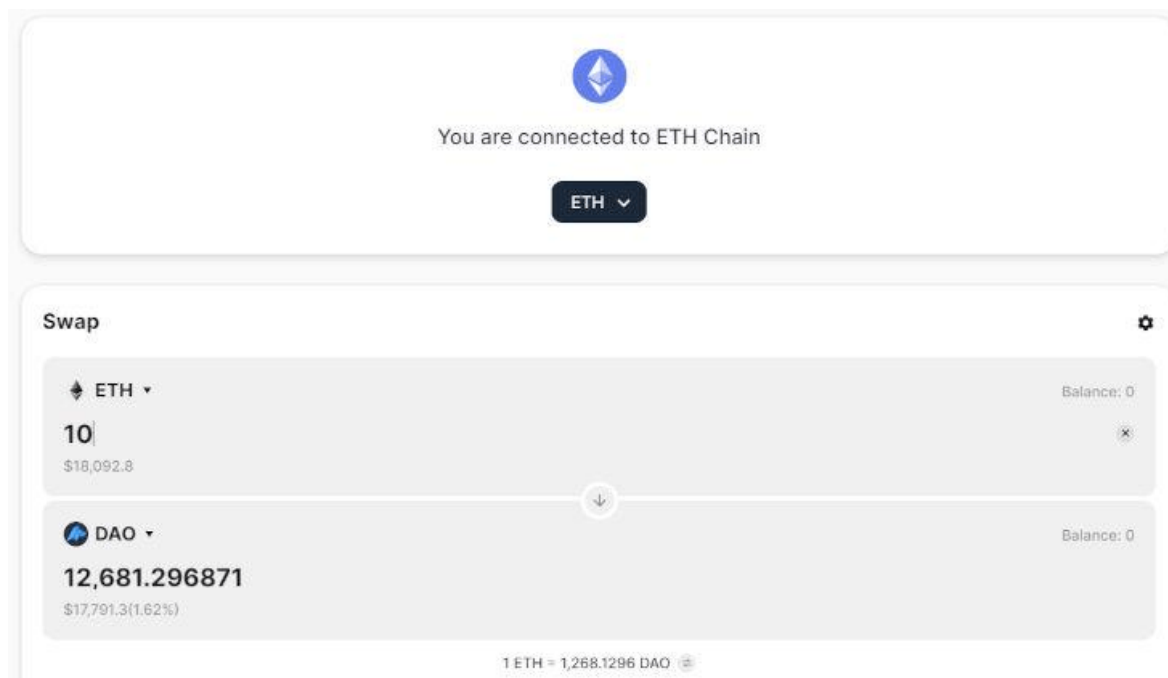 You are connected to ETH Chain
ETH
Swap
ETH
Balance: 0
10
$18,092.8
DAO
Balance: 0
12,681.296871
$17,791.3(1.62%)
1 ETH = 1,268.1296 DAO